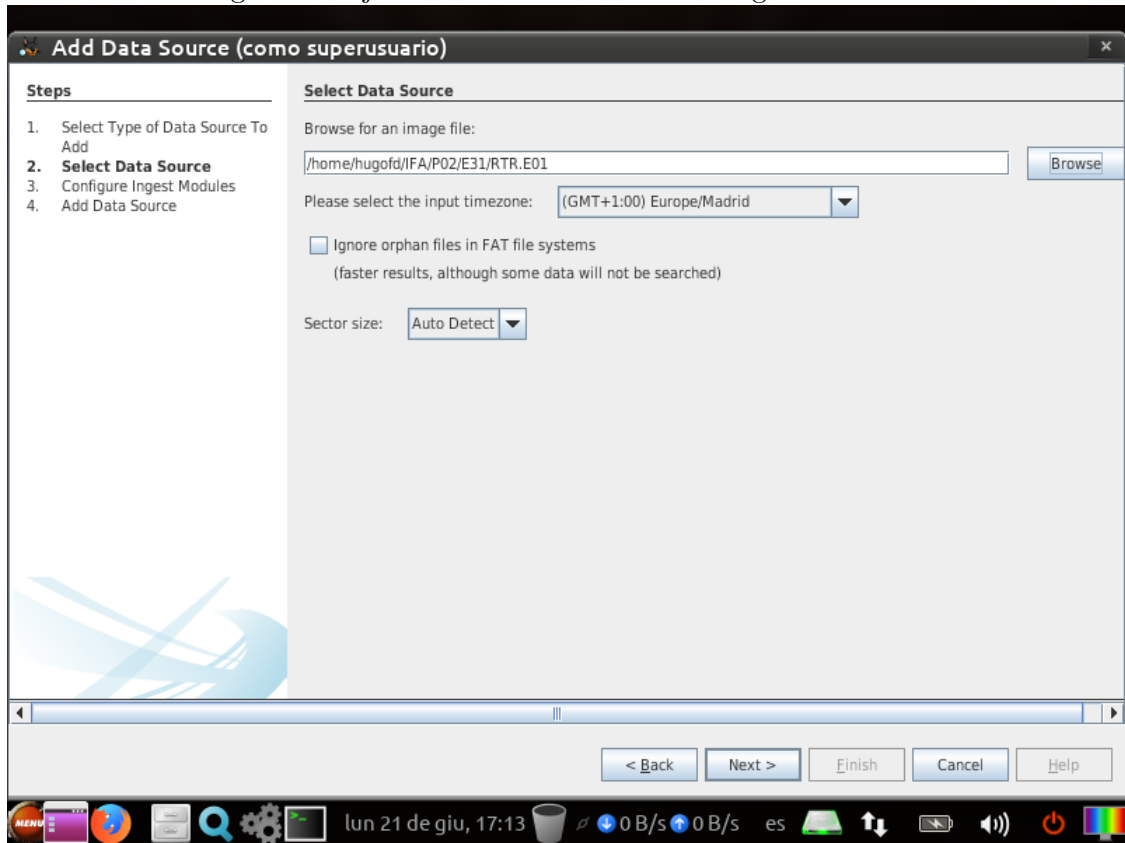 Add Data Source (como superusuario)
Steps
1. Select Type of Data Source To
Add
2. Select Data Source
3. Configure Ingest Modules
4. Add Data Source
Select Data Source
Browse for an image file:
/home/hugofd/IFA/P02/E31/RTR.E01
Browse
Please select the input timezone: (GMT+1:00) Europe/Madrid
Ignore orphan files in FAT file systems
(faster results, although some data will not be searched)
Sector size: Auto Detect
< Back Next > Finish Cancel Help
MENU lun 21 de giu, 17:13 0 B/s 0 B/s es